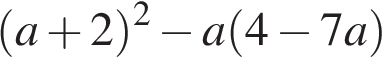 (a + 2)² − a(4 − 7a)